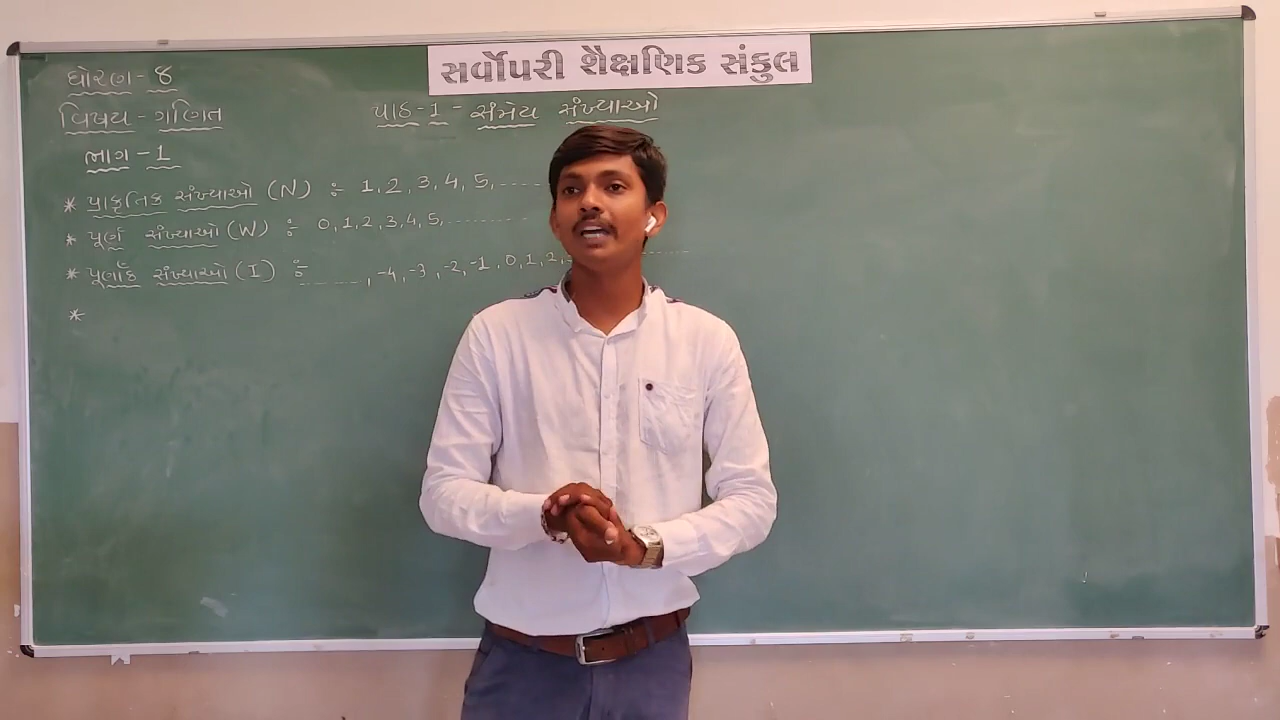 સર્વોપરી શૈક્ષણિક સંકુલ
ધોરણ - 8
વિષય - ગણિત
પાઠ - 1 - સંમેય સંખ્યાઓ
ભાગ - 1
* પ્રાકૃતિક સંખ્યાઓ (N) ÷ 1, 2, 3, 4, 5, -----
* પૂર્ણ સંખ્યાઓ (W) ÷ 0, 1, 2, 3, 4, 5, ---------
* પૂર્ણાંક સંખ્યાઓ (I) ÷ ------, -4, -3, -2, -1, 0, 1, 2, ------
*